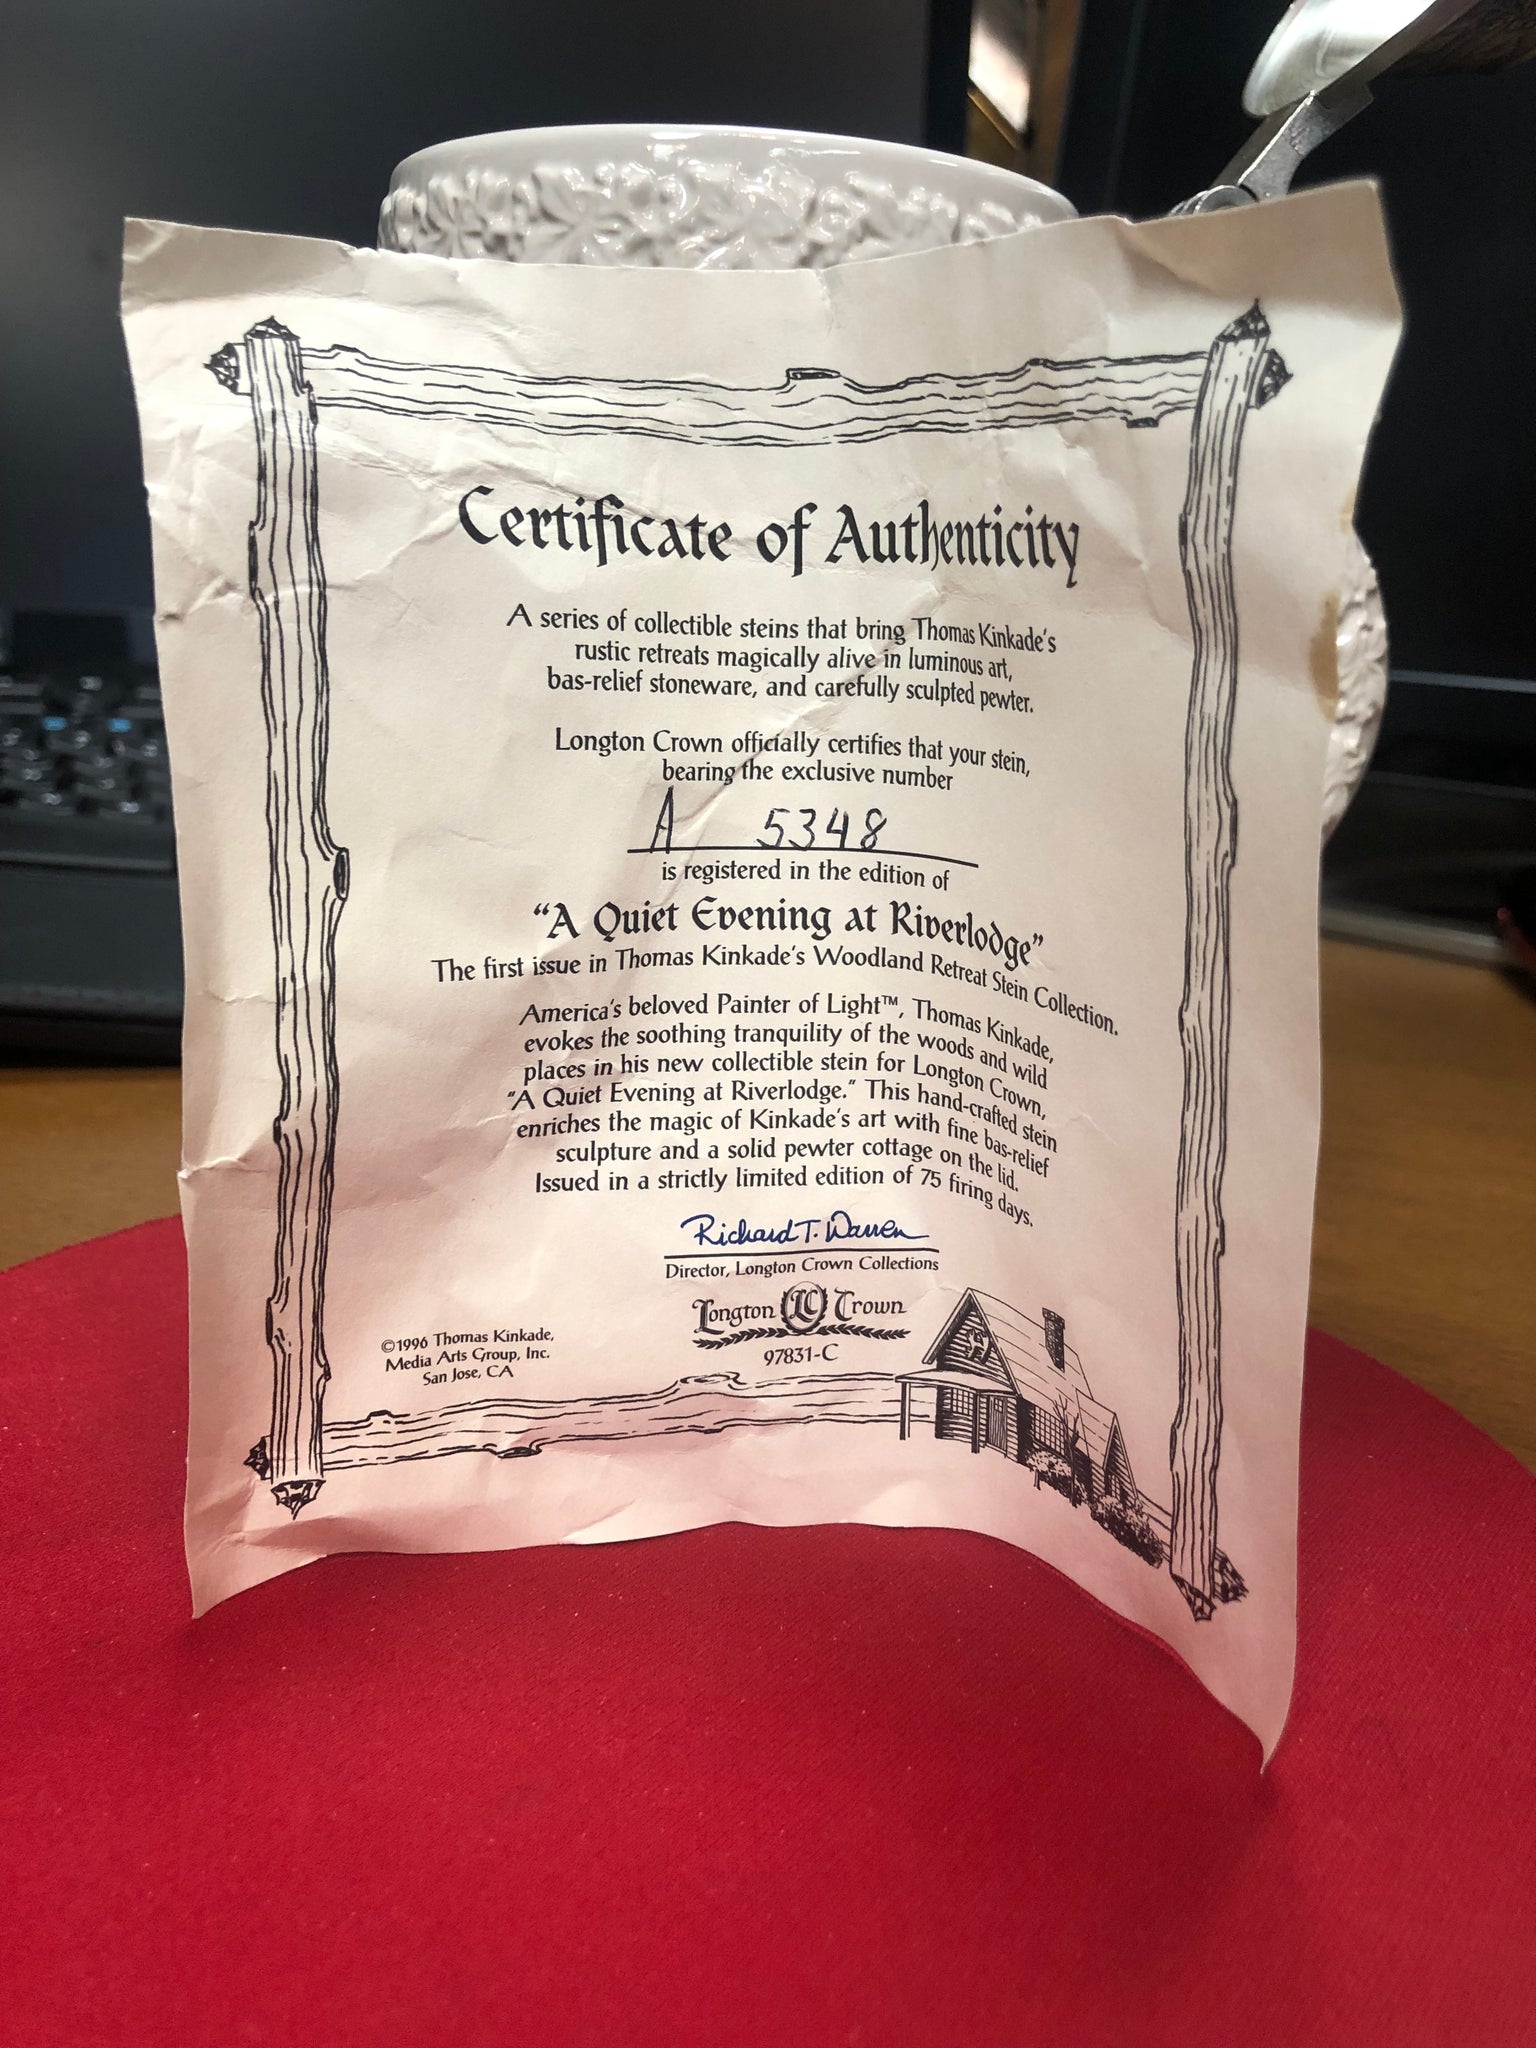 Certificate of Authenticity
A series of collectible steins that bring Thomas Kinkade's
rustic retreats magically alive in luminous art,
bas-relief stoneware, and carefully sculpted pewter.
Longton Crown officially certifies that your stein,
bearing the exclusive number
A 5348
is registered in the edition of
"A Quiet Evening at Riverlodge"
The first issue in Thomas Kinkade's Woodland Retreat Stein Collection.
America's beloved Painter of Light™, Thomas Kinkade,
evokes the soothing tranquility of the woods and wild
places in his new collectible stein for Longton Crown,
"A Quiet Evening at Riverlodge." This hand-crafted stein
enriches the magic of Kinkade's art with fine bas-relief
sculpture and a solid pewter cottage on the lid.
Issued in a strictly limited edition of 75 firing days.
Richard T. Warren
Director, Longton Crown Collections
Longton LC Crown
97831-C
©1996 Thomas Kinkade,
Media Arts Group, Inc.
San Jose, CA